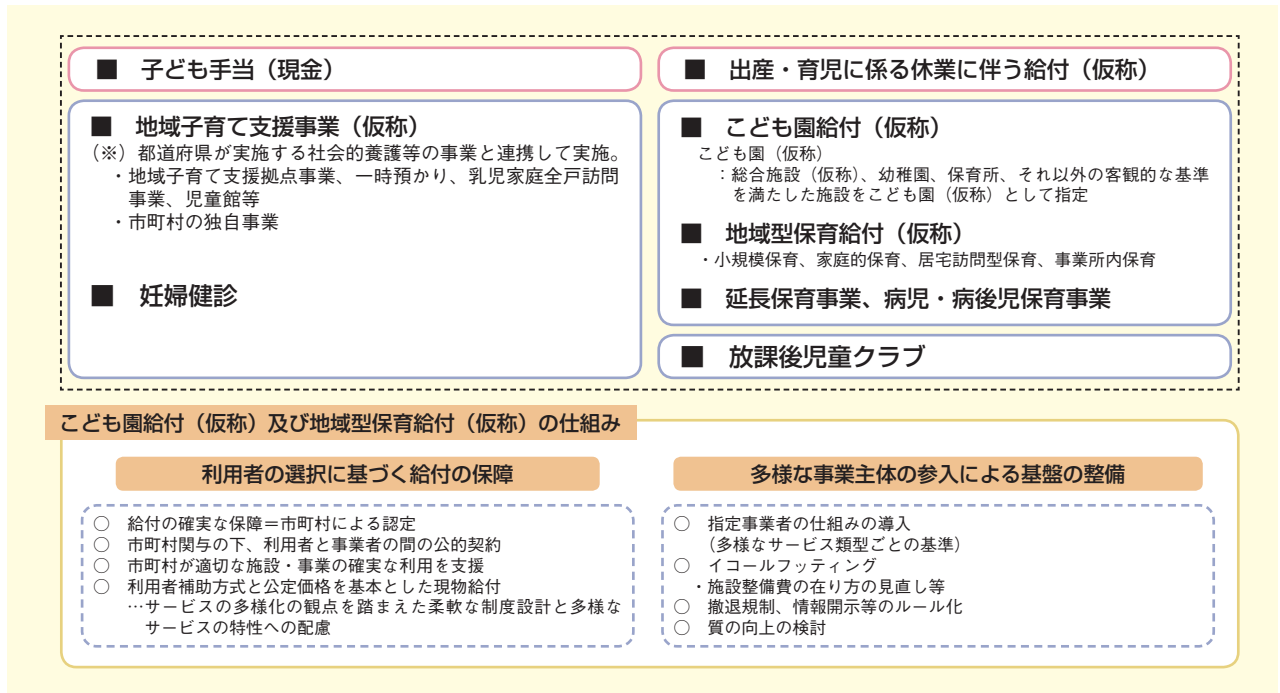 ■ 子ども手当（現金）
■ 出産・育児に係る休業に伴う給付（仮称）
■ 地域子育て支援事業（仮称）
（※）都道府県が実施する社会的養護等の事業と連携して実施。
・地域子育て支援拠点事業、一時預かり、乳児家庭全戸訪問
事業、児童館等
・市町村の独自事業
■ 妊婦健診
■ こども園給付（仮称）
こども園（仮称）
：総合施設（仮称）、幼稚園、保育所、それ以外の客観的な基準
を満たした施設をこども園（仮称）として指定
■ 地域型保育給付（仮称）
・小規模保育、家庭的保育、居宅訪問型保育、事業所内保育
■ 延長保育事業、病児・病後児保育事業
■ 放課後児童クラブ
こども園給付（仮称）及び地域型保育給付（仮称）の仕組み
利用者の選択に基づく給付の保障
○ 給付の確実な保障＝市町村による認定
○ 市町村関与の下、利用者と事業者の間の公的契約
○ 市町村が適切な施設・事業の確実な利用を支援
○ 利用者補助方式と公定価格を基本とした現物給付
…サービスの多様化の観点を踏まえた柔軟な制度設計と多様な
サービスの特性への配慮
多様な事業主体の参入による基盤の整備
○ 指定事業者の仕組みの導入
（多様なサービス類型ごとの基準）
○ イコールフッティング
・施設整備費の在り方の見直し等
○ 撤退規制、情報開示等のルール化
○ 質の向上の検討